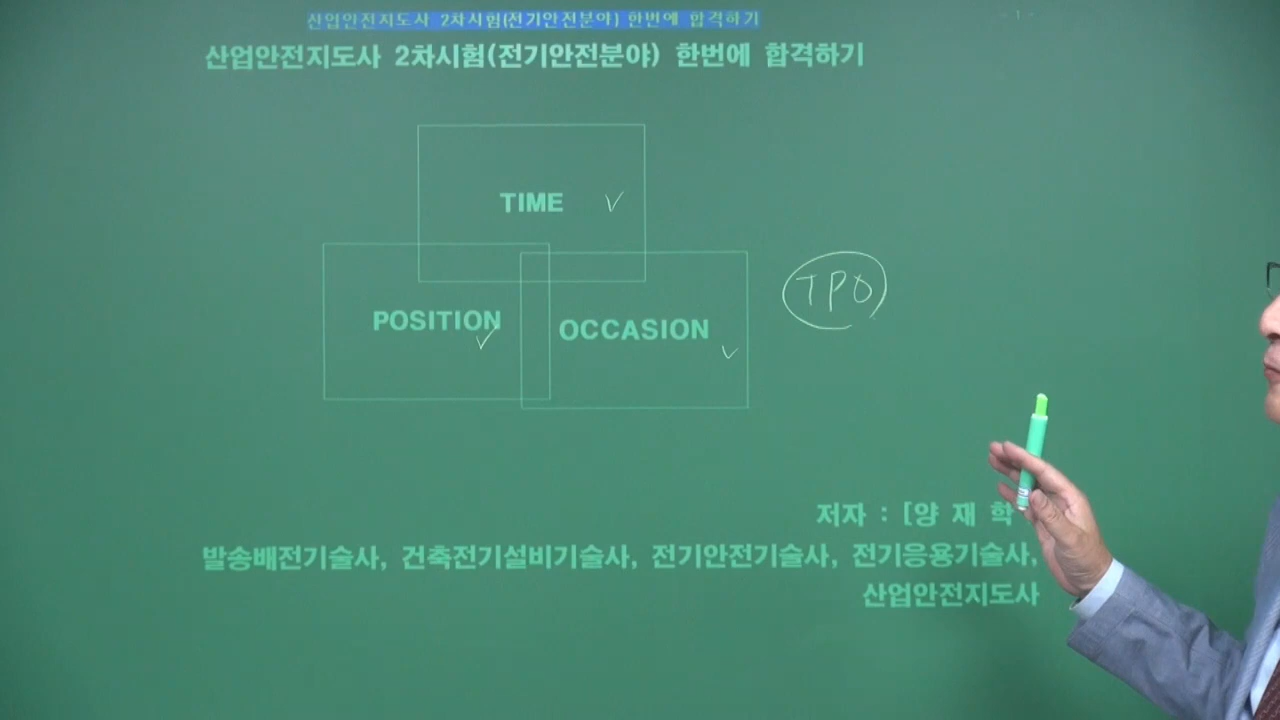 산업안전지도사 2차시험(전기안전분야) 한번에 합격하기
산업안전지도사 2차시험(전기안전분야) 한번에 합격하기
TIME
POSITION
OCCASION
TPO
저자 : [양 재 학
발송배전기술사, 건축전기설비기술사, 전기안전기술사, 전기응용기술사,
산업안전지도사